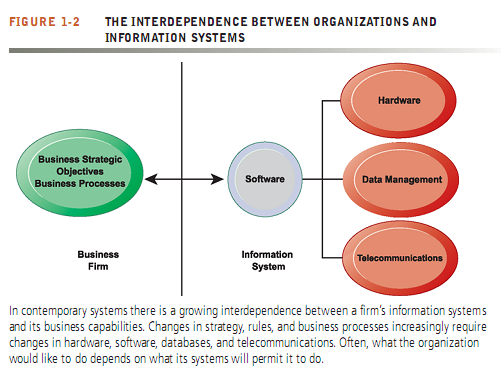 FIGURE 1-2 THE INTERDEPENDENCE BETWEEN ORGANIZATIONS AND
INFORMATION SYSTEMS
Hardware
Business Strategic
Objectives
Business Processes
Software
Data Management
Business
Firm
Information
System
Telecommunications
In contemporary systems there is a growing interdependence between a firm's information systems
and its business capabilities. Changes in strategy, rules, and business processes increasingly require
changes in hardware, software, databases, and telecommunications. Often, what the organization
would like to do depends on what its systems will permit it to do.